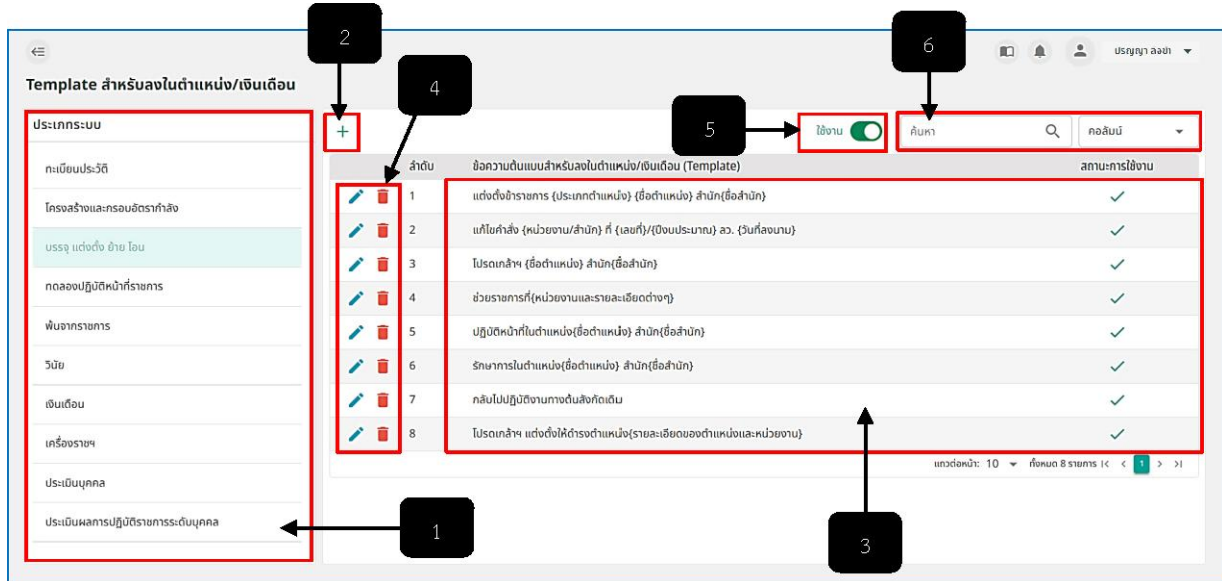 2
6
ปรญญา ลองำ
Template สำหรับลงในตำแหน่ง/เงินเดือน
4
5
ประเภทระบบ
+
ใช้งาน
ค้นหา
คอลัมน์
ทะเบียนประวัติ
โครงสร้างและกรอบอัตรากำลัง
บรรจุ แต่งตั้ง ย้าย โอน
ทดลองปฏิบัติหน้าที่ราชการ
พ้นจากราชการ
วินัย
เงินเดือน
เครื่องราชฯ
ประเมินบุคคล
ประเมินผลการปฏิบัติราชการระดับบุคคล
ลำดับ ข้อความต้นแบบสำหรับลงในตำแหน่ง/เงินเดือน (Template) สถานะการใช้งาน
1 แต่งตั้งข้าราชการ {ประเภทตำแหน่ง} {ชื่อตำแหน่ง} สำนัก{ชื่อสำนัก}
2 แก้ไขคำสั่ง {หน่วยงาน/สำนัก} ที่ {เลขที่}/{ปีงบประมาณ} ลว. {วันที่ลงนาม}
3 โปรดเกล้าฯ {ชื่อตำแหน่ง} สำนัก{ชื่อสำนัก}
4 ช่วยราชการที่{หน่วยงานและรายละเอียดต่างๆ}
5 ปฏิบัติหน้าที่ในตำแหน่ง{ชื่อตำแหน่ง} สำนัก{ชื่อสำนัก}
6 รักษาการในตำแหน่ง{ชื่อตำแหน่ง} สำนัก{ชื่อสำนัก}
7 กลับไปปฏิบัติงานทางต้นสังกัดเดิม
8 โปรดเกล้าฯ แต่งตั้งให้ดำรงตำแหน่ง{รายละเอียดของตำแหน่งและหน่วยงาน}
แถวต่อหน้า: 10 ทั้งหมด 8 รายการ |< < 1 > >|
1
3